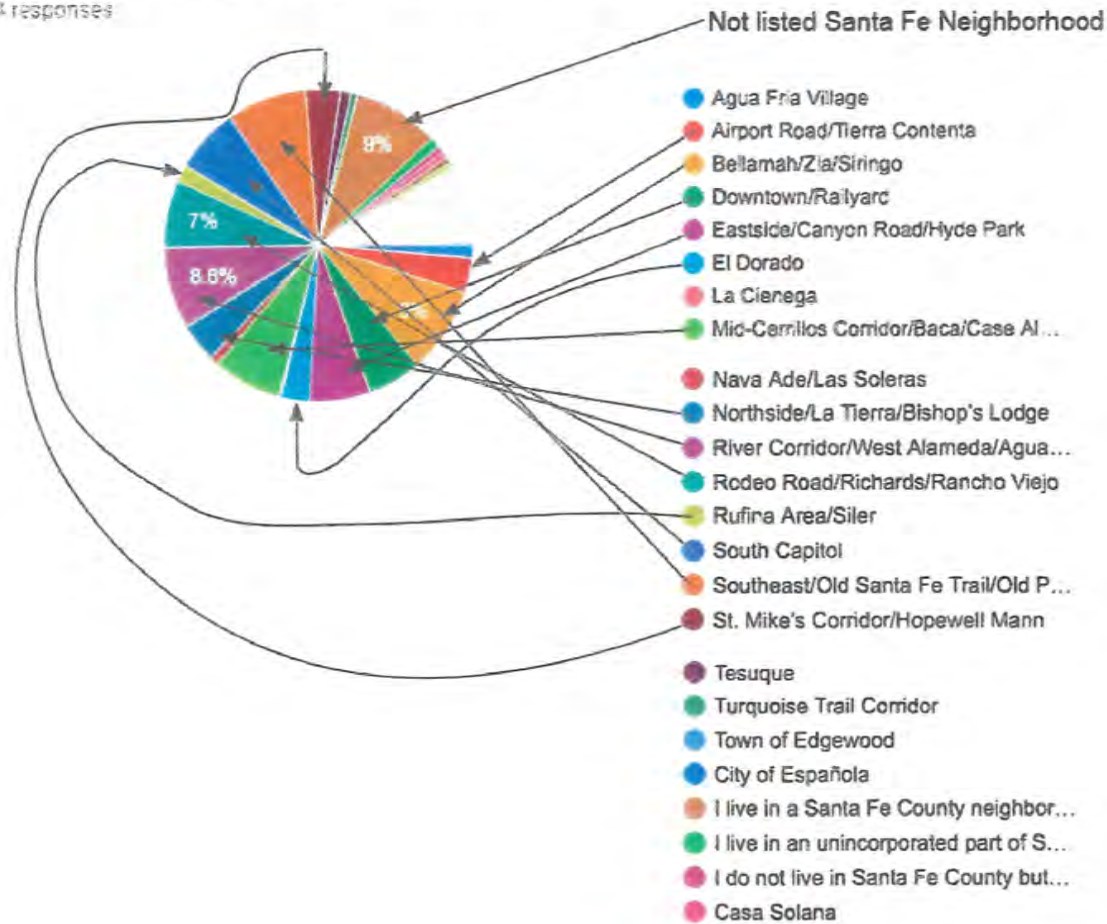 responses
Not listed Santa Fe Neighborhood
Agua Fria Village
Airport Road/Tierra Contenta
Bellamah/Zia/Siringo
Downtown/Railyard
Eastside/Canyon Road/Hyde Park
El Dorado
La Cienega
Mid-Cerrillos Corridor/Baca/Case Al...
Nava Ade/Las Soleras
Northside/La Tierra/Bishop's Lodge
River Corridor/West Alameda/Agua...
Rodeo Road/Richards/Rancho Viejo
Rufina Area/Siler
South Capitol
Southeast/Old Santa Fe Trail/Old P...
St. Mike's Corridor/Hopewell Mann
Tesuque
Turquoise Trail Corridor
Town of Edgewood
City of Española
I live in a Santa Fe County neighbor...
I live in an unincorporated part of S...
I do not live in Santa Fe County but...
Casa Solana
9%
7%
8.6%